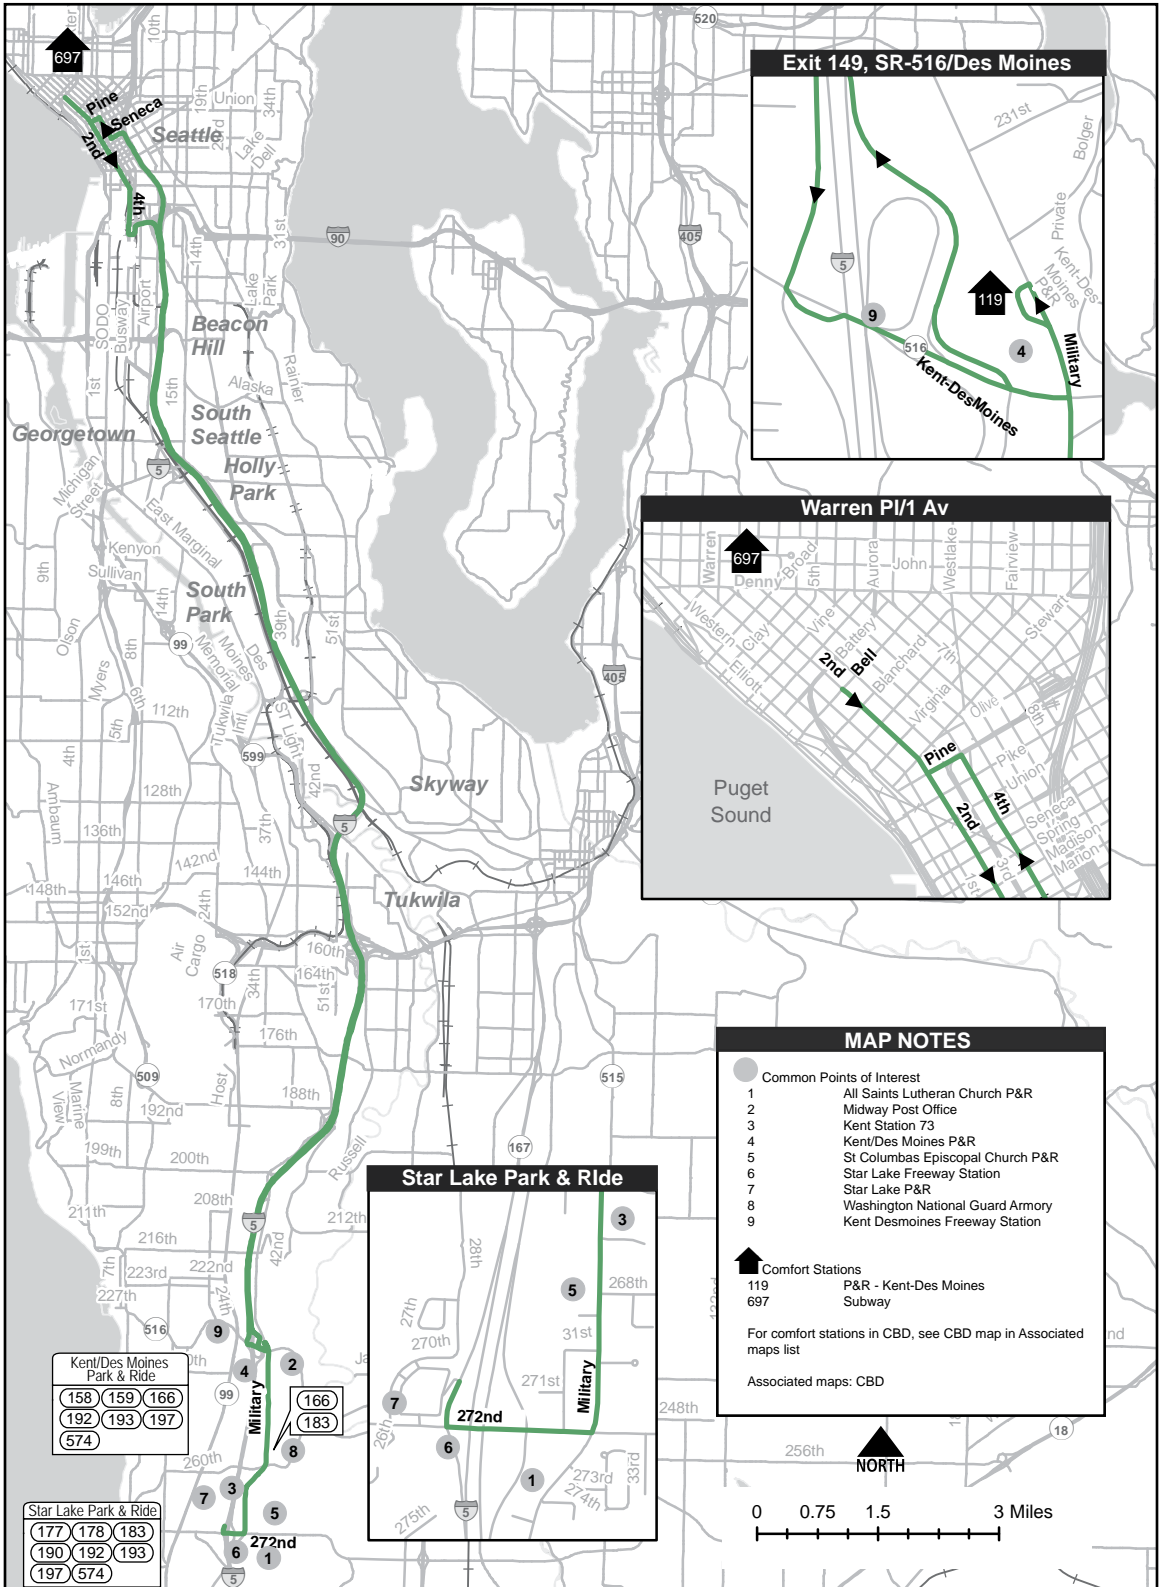 520
10th
697
Pine
Seneca
19th
Union
34th
Lake
Dell
2nd
Seattle
4th
31st
90
405
14th
Lake
Park
SODO
Busway
Airport
Beacon
Hill
Rainier
1st
15th
Alaska
South
Seattle
Georgetown
5
Holly
Park
Michigan
Street
East Marginal
Kenyon
Sullivan
9th
14th
South
Park
39th
51st
Olson
8th
99
Des
Moines
Memorial
Myers
6th
405
112th
5th
Tukwila
Intl
ST Light
4th
599
42nd
Skyway
128th
Ambaum
5
136th
37th
142nd
144th
146th
148th
24th
Tukwila
152nd
1st
Air
Cargo
160th
518
164th
34th
51st
170th
171st
176th
Normandy
509
Host
515
8th
Marine
View
188th
192nd
167
199th
200th
Russell
208th
211th
5
212th
216th
42nd
7th
222nd
223rd
24th
227th
516
9
4
2
Kent/Des Moines
Park & Ride
158 159 166
192 193 197
574
99
Military
166
183
8
260th
3
7
5
Star Lake Park & Ride
177 178 183
190 192 193
197 574
272nd
6
1
5
248th
256th
18
Exit 149, SR-516/Des Moines
231st
Bolger
Private
Kent-Des
Moines
P&R
5
119
9
516
4
Military
Kent-DesMoines
Warren Pl/1 Av
Warren
697
Broad
Denny
5th
Aurora
John
Westlake
Fairview
Western
Clay
Vine
Battery
Stewart
Elliott
2nd
Bell
Blanchard
7th
Virginia
Olive
8th
Pine
Pike
Union
Puget
Sound
2nd
4th
Seneca
Spring
Madison
Marion
3rd
1st
MAP NOTES
Common Points of Interest
1 All Saints Lutheran Church P&R
2 Midway Post Office
3 Kent Station 73
4 Kent/Des Moines P&R
5 St Columbas Episcopal Church P&R
6 Star Lake Freeway Station
7 Star Lake P&R
8 Washington National Guard Armory
9 Kent Desmoines Freeway Station
Comfort Stations
119 P&R - Kent-Des Moines
697 Subway
For comfort stations in CBD, see CBD map in Associated
maps list
Associated maps: CBD
Star Lake Park & RIde
3
28th
5
268th
27th
31st
270th
271st
Military
7
26th
272nd
6
1
273rd
33rd
274th
275th
5
NORTH
0 0.75 1.5 3 Miles